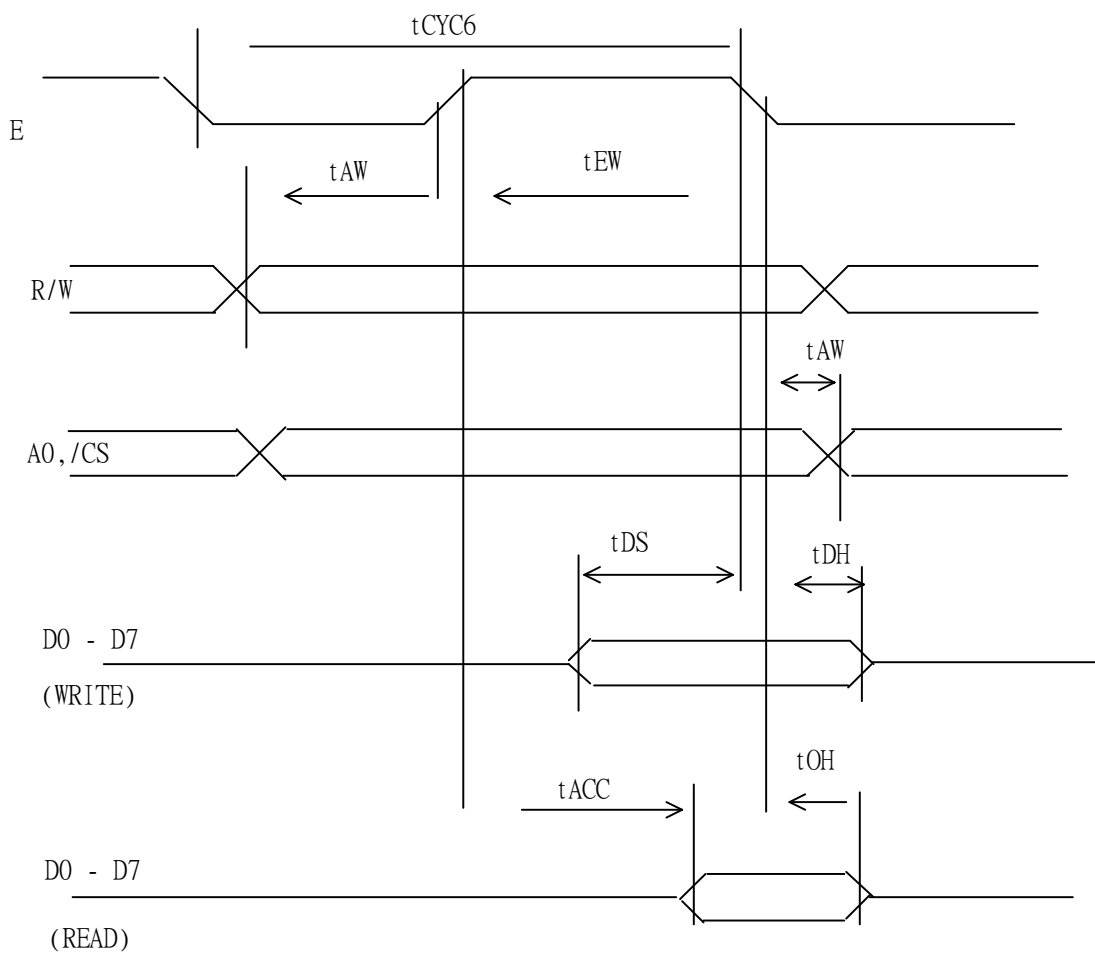 tCYC6
E
tAW
tEW
R/W
tAW
A0,/CS
tDS
tDH
D0 - D7
(WRITE)
tOH
tACC
D0 - D7
(READ)